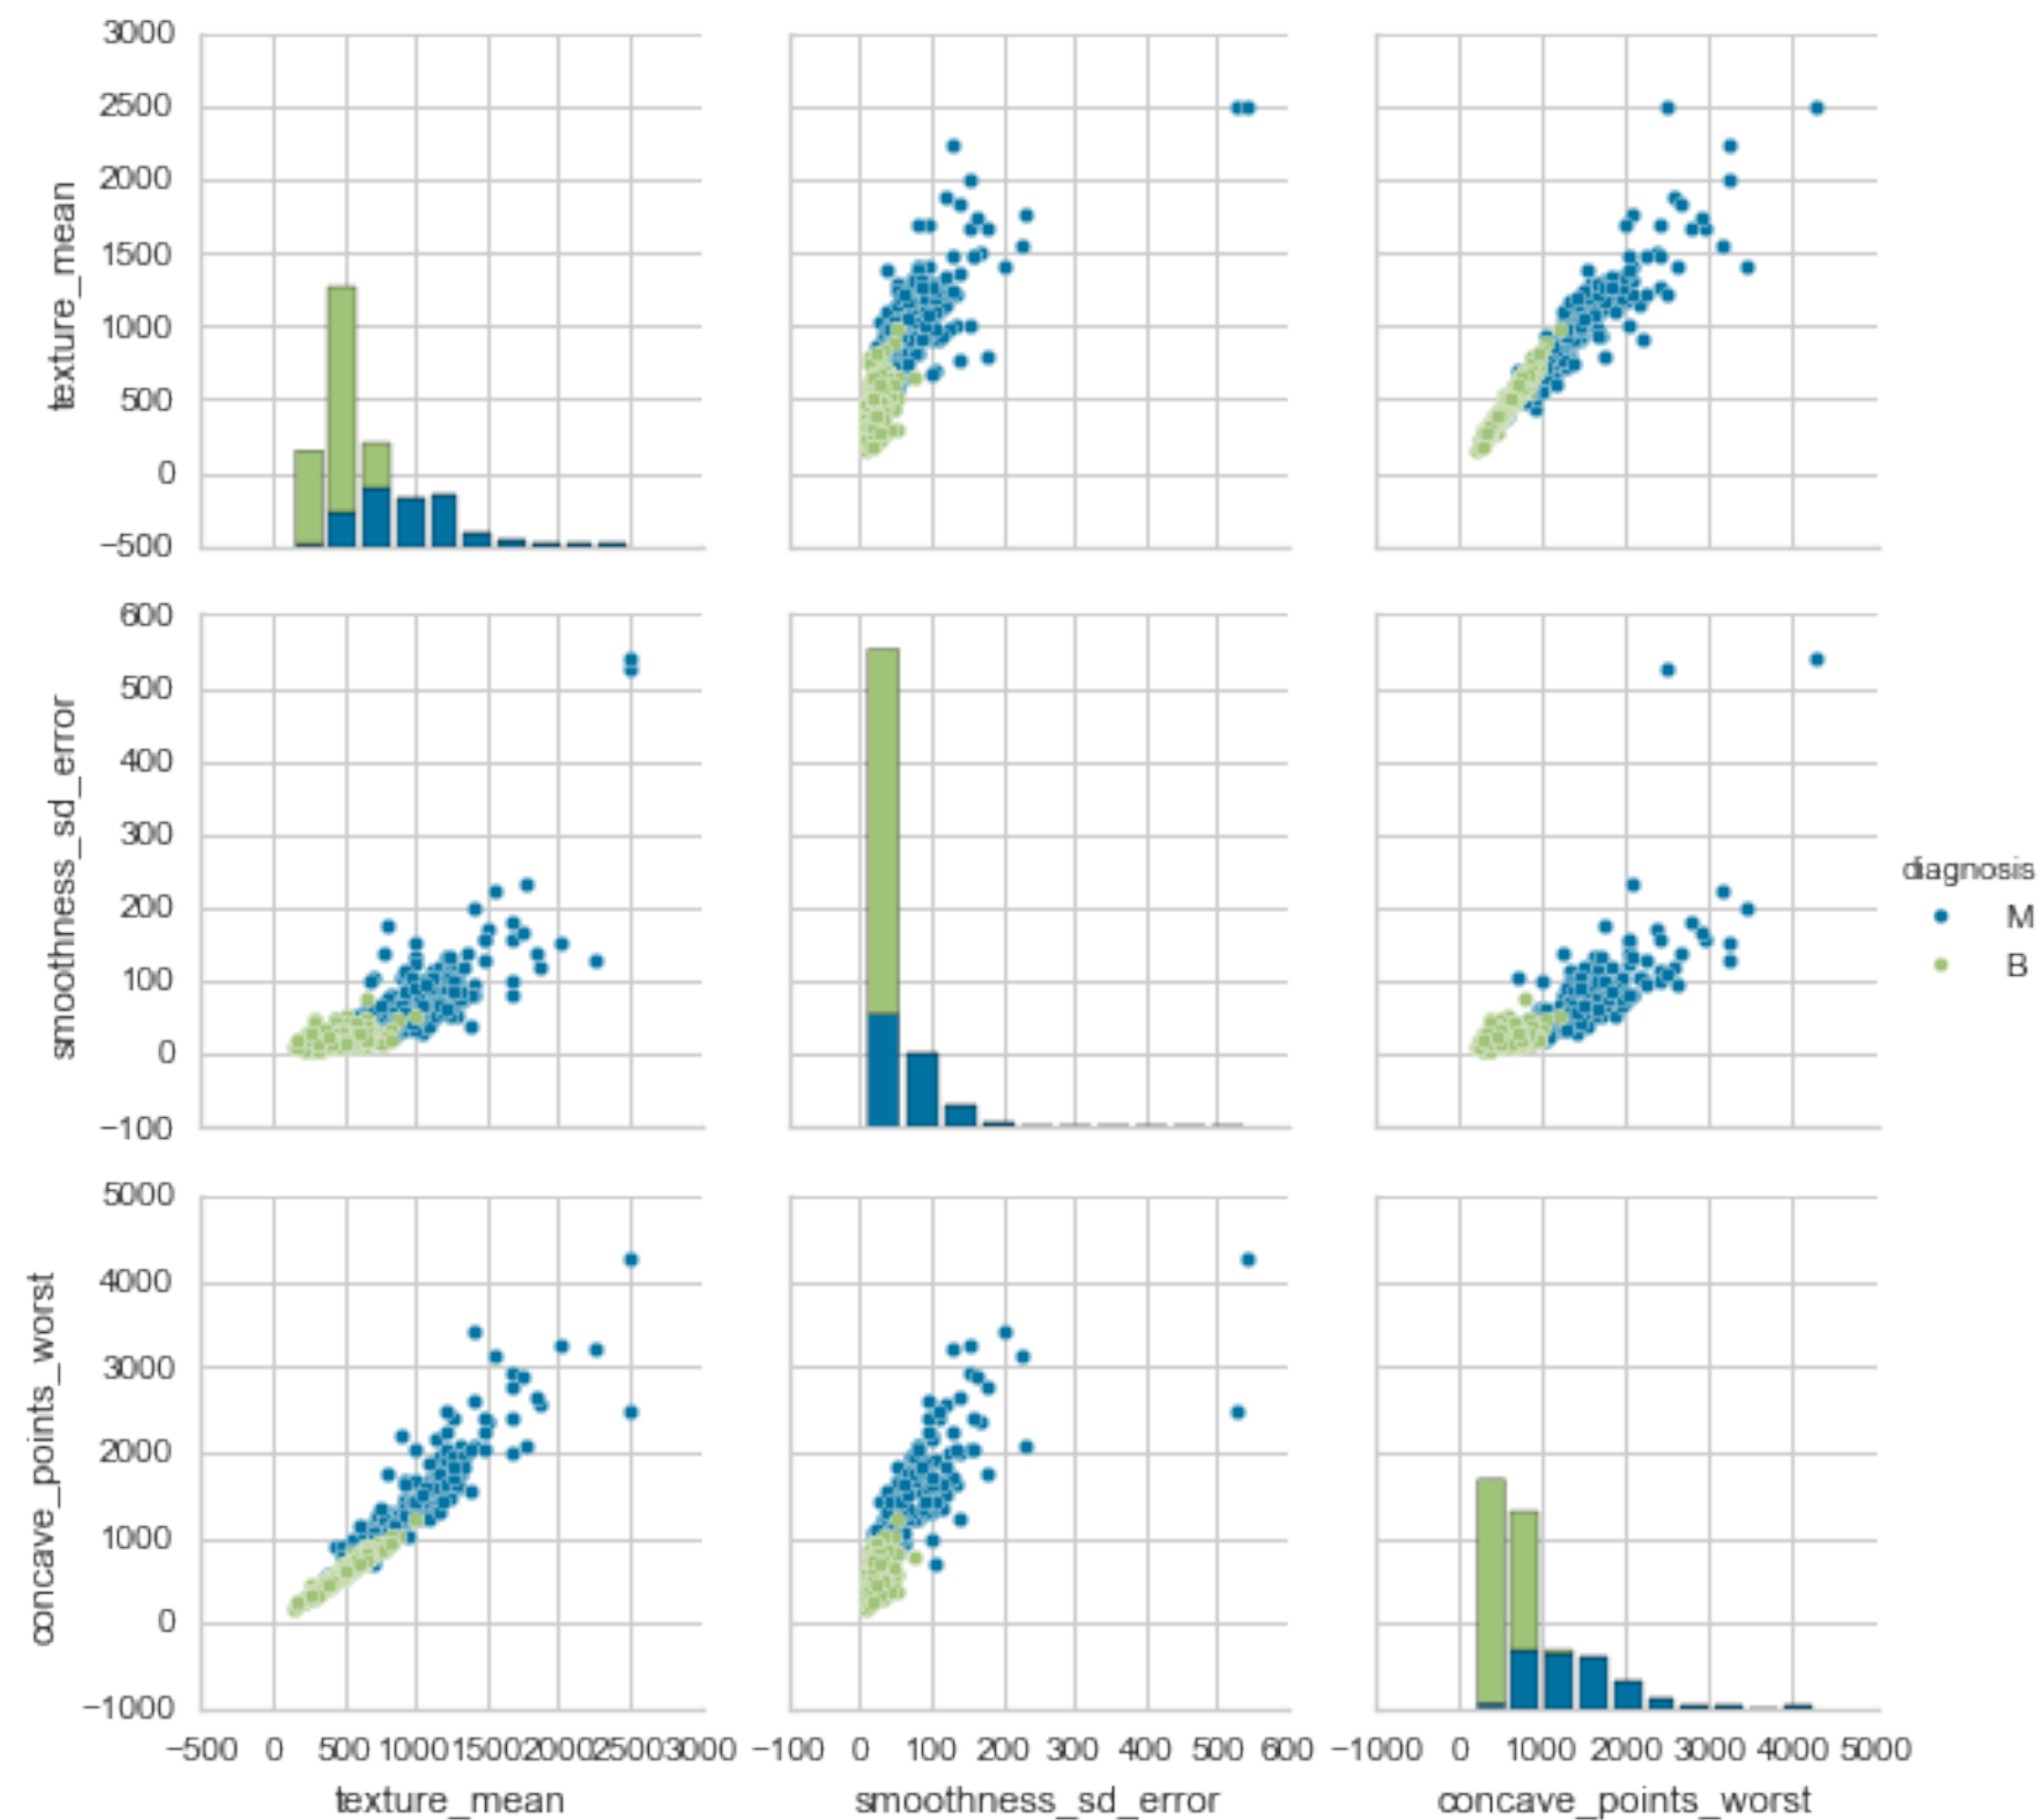 3000
2500
2000
1500
1000
500
0
−500
texture_mean
600
500
400
300
200
100
0
−100
smoothness_sd_error
diagnosis
M
B
5000
4000
3000
2000
1000
0
−1000
concave_points_worst
−500 0 500 1000 1500 2000 2500 3000
−100 0 100 200 300 400 500 600
−1000 0 1000 2000 3000 4000 5000
texture_mean
smoothness_sd_error
concave_points_worst